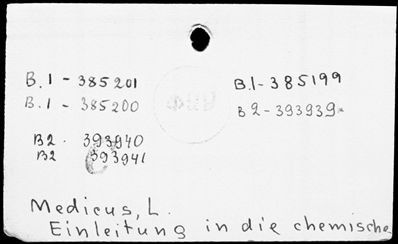 B.1 - 385201
B.1 - 385199
B.1 - 385200
B2 - 393939
B2 . 393940
B2 393941
Medicus, L.
Einleitung in die chemische